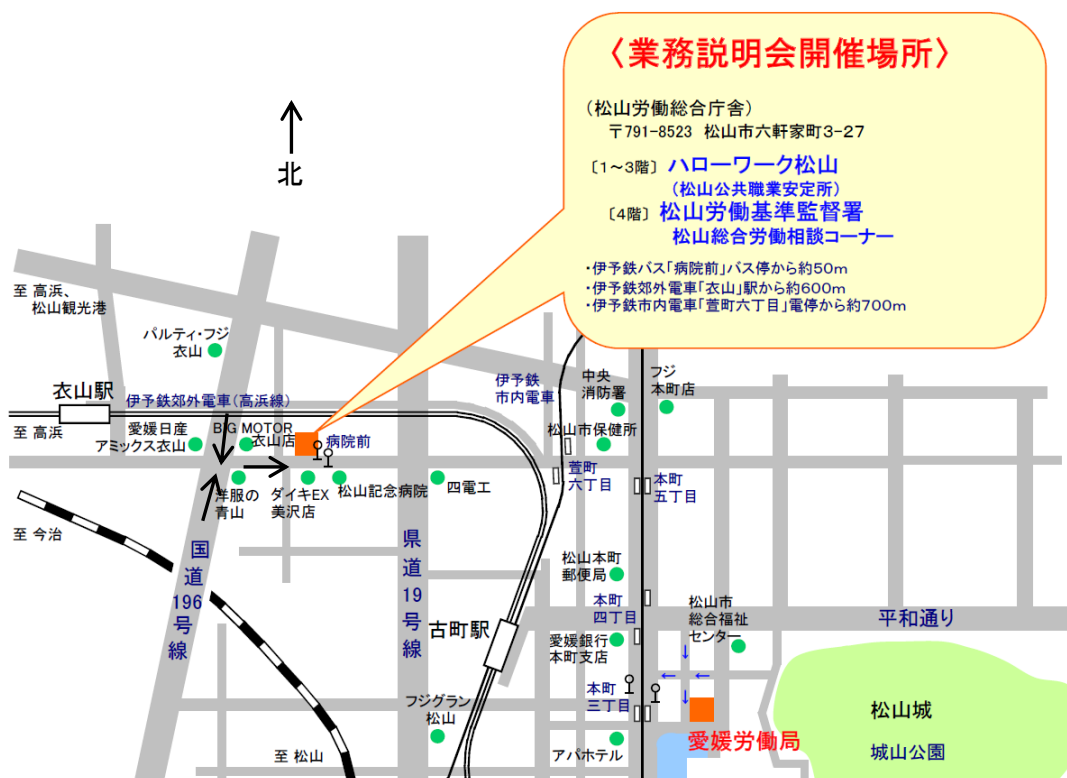 〈業務説明会開催場所〉
(松山労働総合庁舎)
〒791-8523 松山市六軒家町3-27
〔1～3階〕 ハローワーク松山
(松山公共職業安定所)
〔4階〕 松山労働基準監督署
松山総合労働相談コーナー
・伊予鉄バス「病院前」バス停から約50m
・伊予鉄郊外電車「衣山」駅から約600m
・伊予鉄市内電車「萱町六丁目」電停から約700m
北
至 高浜、
松山観光港
パルティ・フジ
衣山
衣山駅
伊予鉄郊外電車(高浜線)
至 高浜
愛媛日産
アミックス衣山
BIG MOTOR
衣山店
病院前
伊予鉄
市内電車
中央
消防署
フジ
本町店
松山市保健所
萱町
六丁目
本町
五丁目
洋服の
青山
ダイキEX
美沢店
松山記念病院
四電工
至 今治
国道196号線
県道19号線
松山本町
郵便局
本町
四丁目
松山市
総合福祉
センター
平和通り
古町駅
愛媛銀行
本町支店
本町
三丁目
フジグラン
松山
愛媛労働局
アパホテル
至 松山
松山城
城山公園